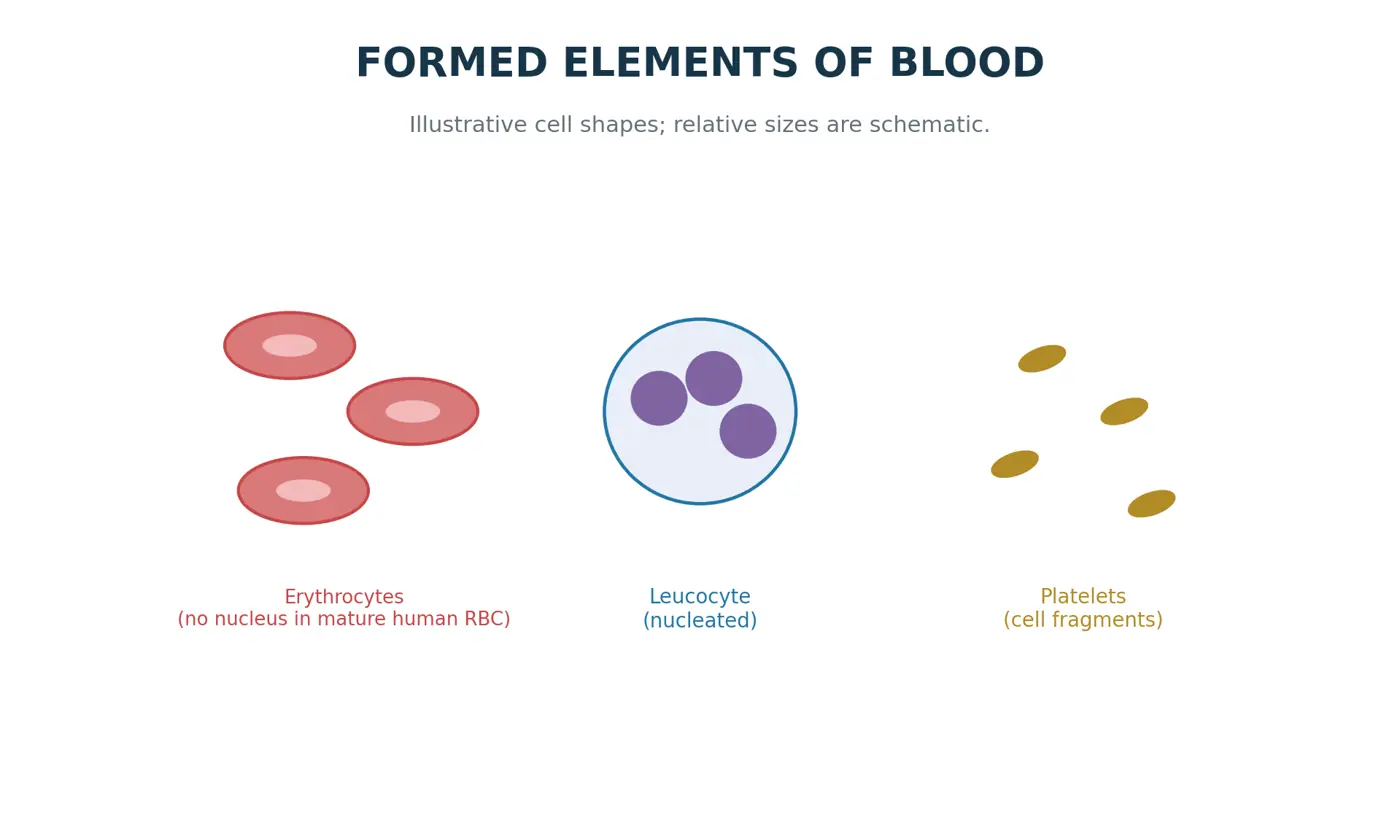 FORMED ELEMENTS OF BLOOD
Illustrative cell shapes; relative sizes are schematic.
Erythrocytes
(no nucleus in mature human RBC)
Leucocyte
(nucleated)
Platelets
(cell fragments)